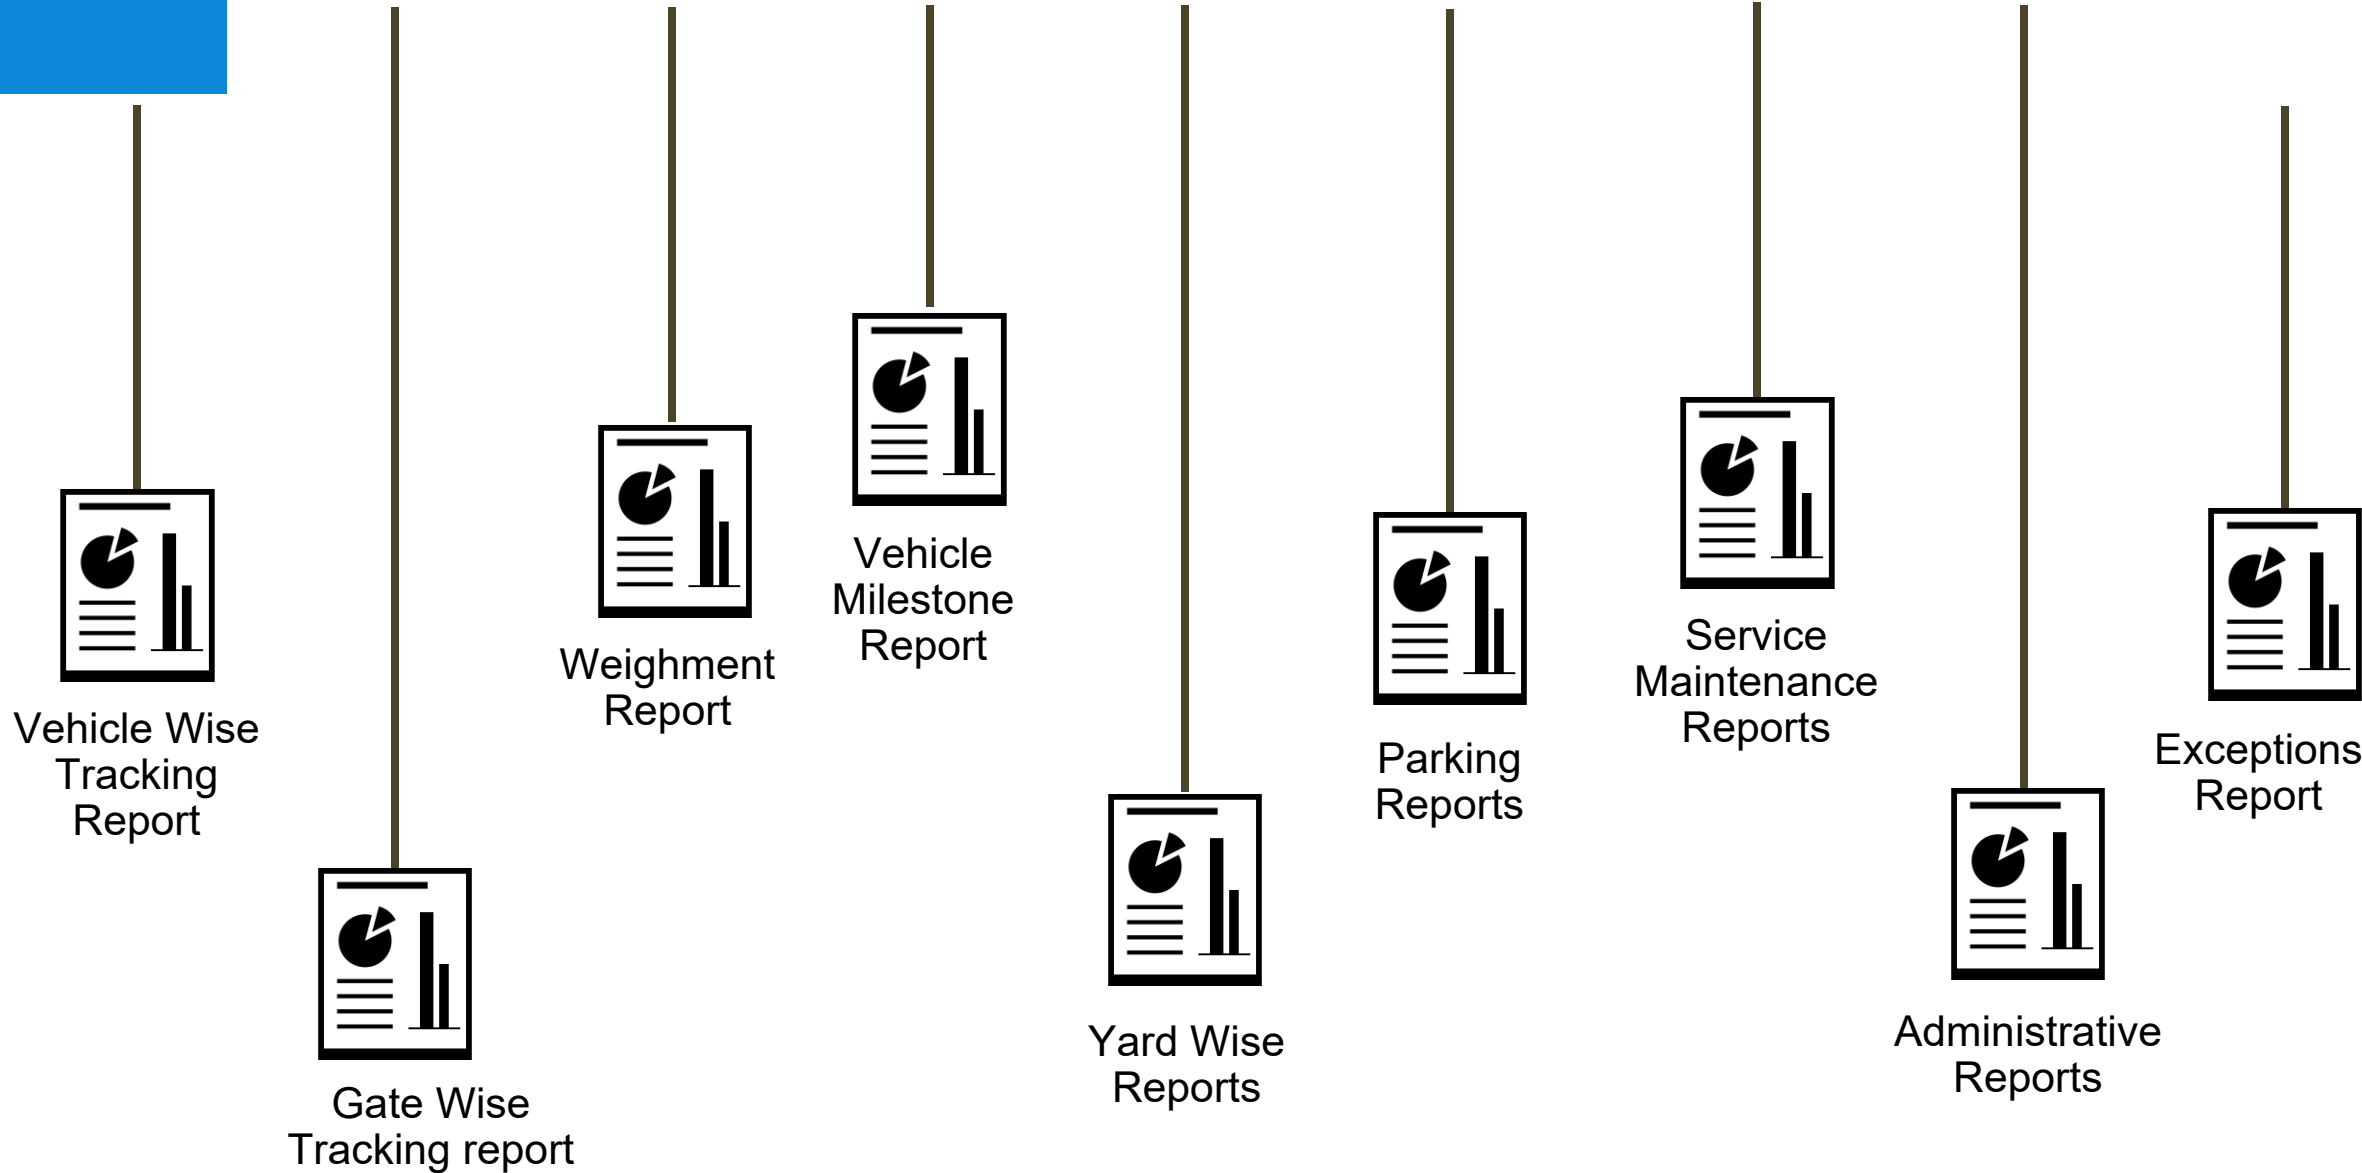 Vehicle Wise
Tracking
Report
Gate Wise
Tracking report
Weighment
Report
Vehicle
Milestone
Report
Yard Wise
Reports
Parking
Reports
Service
Maintenance
Reports
Administrative
Reports
Exceptions
Report